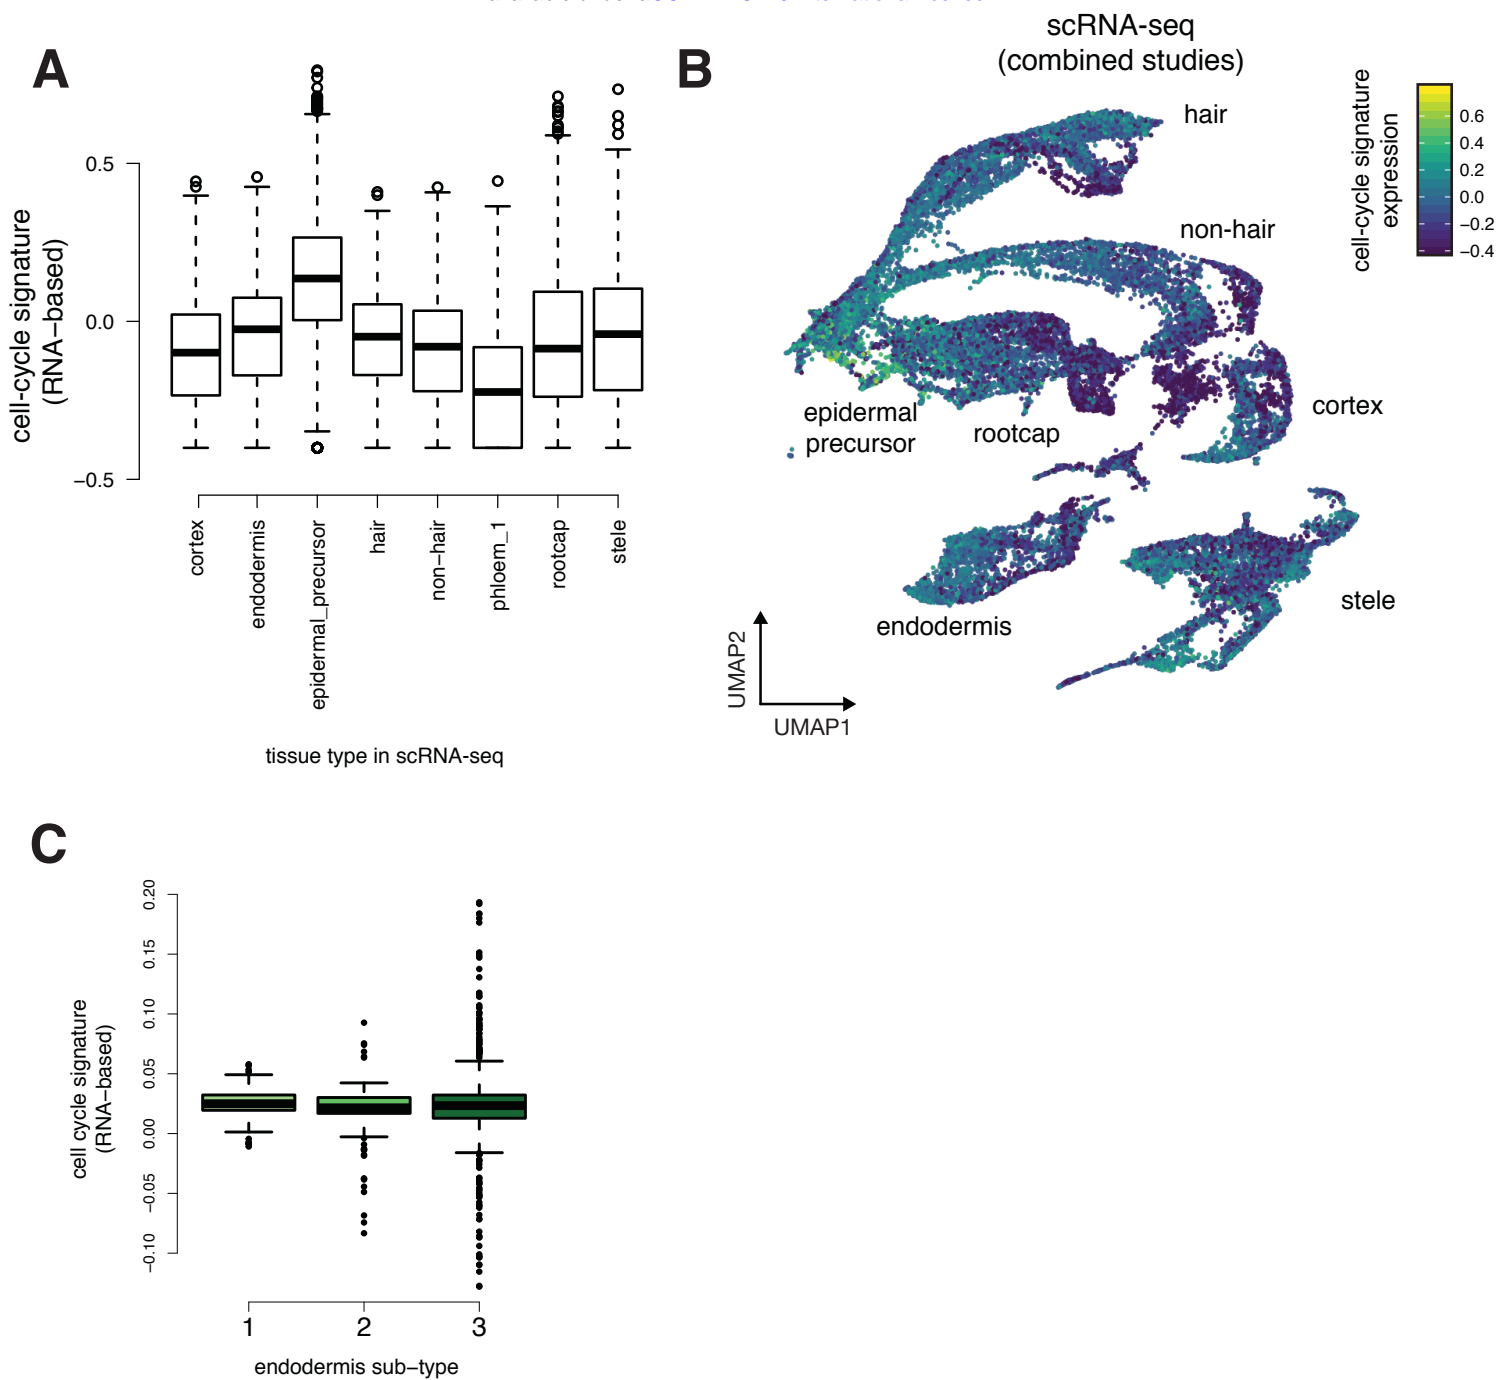 A
cell-cycle signature
(RNA-based)
0.5
0.0
−0.5
cortex
endodermis
epidermal_precursor
hair
non-hair
phloem_1
rootcap
stele
tissue type in scRNA-seq
B
scRNA-seq
(combined studies)
hair
non-hair
cortex
epidermal
precursor
rootcap
endodermis
stele
UMAP2
UMAP1
cell-cycle signature
expression
0.6
0.4
0.2
0.0
−0.2
−0.4
C
cell cycle signature
(RNA−based)
0.20
0.15
0.10
0.05
0.00
−0.05
−0.10
1
2
3
endodermis sub−type